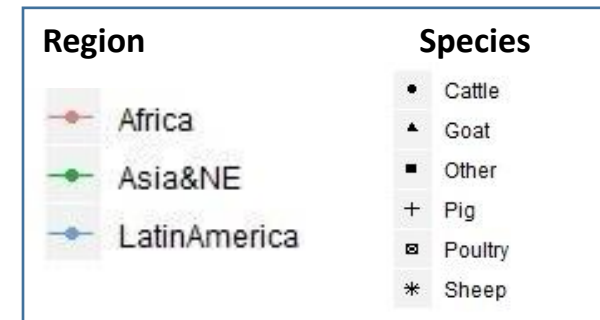 Region
Africa
Asia&NE
LatinAmerica
Species
Cattle
Goat
Other
Pig
Poultry
Sheep